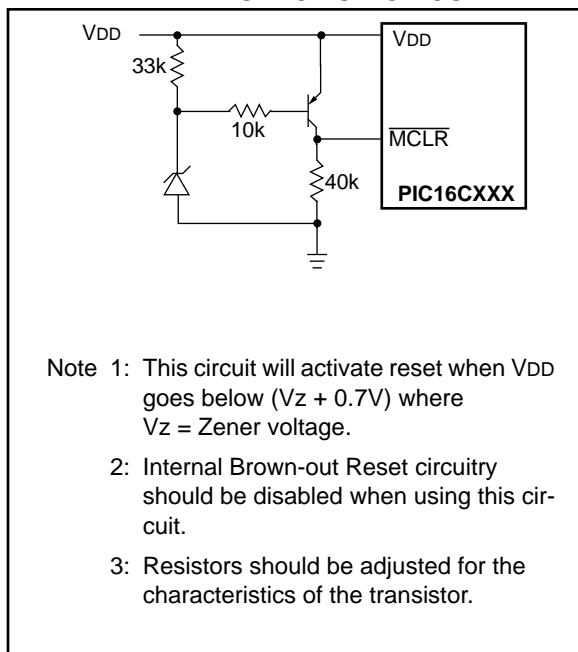 VDD
VDD
33k
10k
MCLR
40k
PIC16CXXX
Note 1: This circuit will activate reset when VDD
goes below (Vz + 0.7V) where
Vz = Zener voltage.
2: Internal Brown-out Reset circuitry
should be disabled when using this cir-
cuit.
3: Resistors should be adjusted for the
characteristics of the transistor.